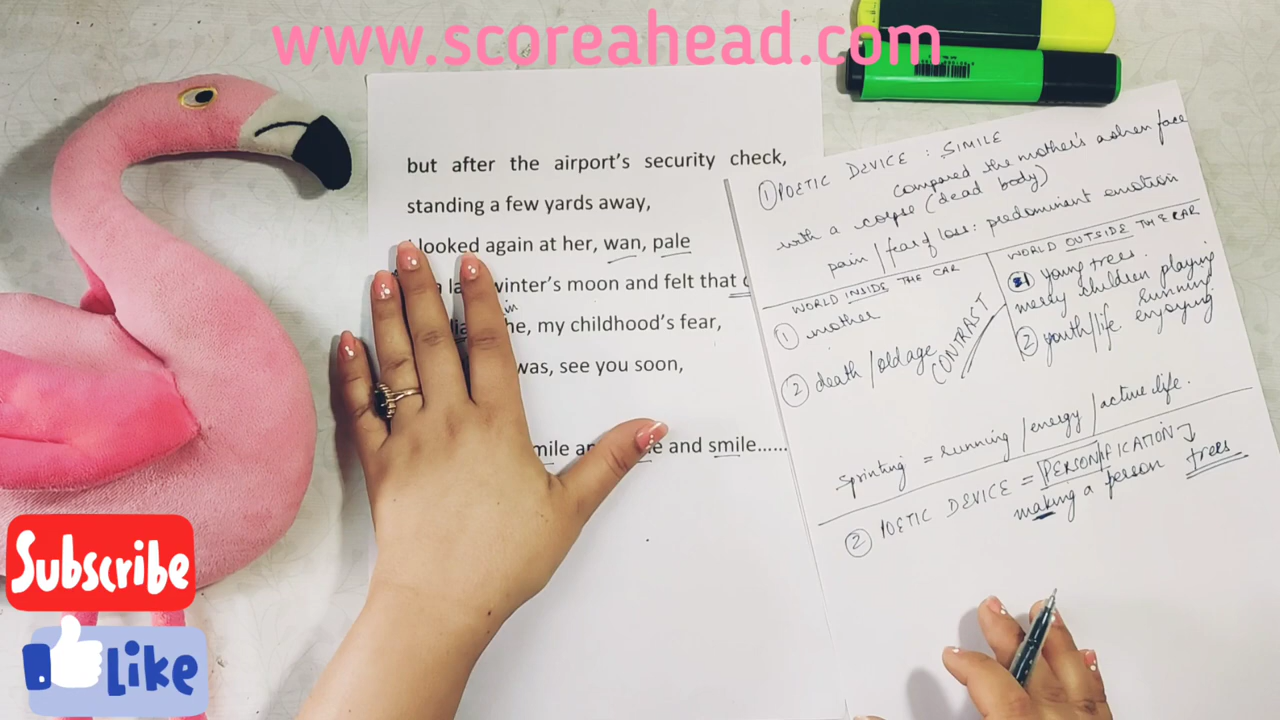 www.scoreahead.com
but after the airport's security check,
standing a few yards away,
looked again at her, wan, pale
winter's moon and felt that
in
he, my childhood's fear,
was, see you soon,
and smile......
① POETIC DEVICE : SIMILE
compared the mother's ashen face
with a corpse (dead body)
pain / fear of loss : predominant emotion
WORLD INSIDE THE CAR
① mother
② death / old age
CONTRAST
WORLD OUTSIDE THE CAR
① young trees.
merry children playing
② youth/life running
enjoying
Sprinting = running / energy / active life.
② POETIC DEVICE = PERSONIFICATION
making a person trees
Subscribe
Like